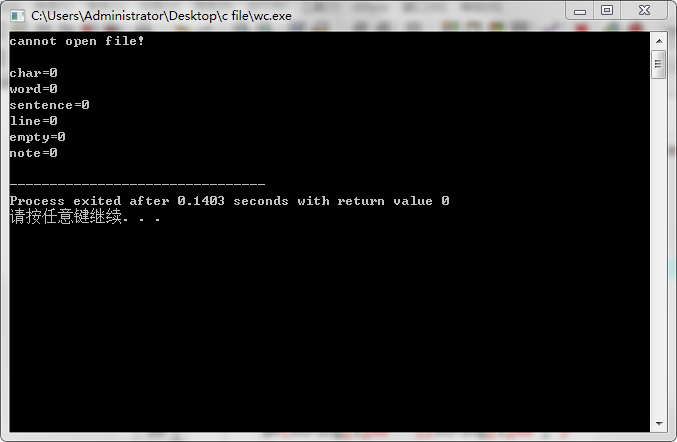 C:\Users\Administrator\Desktop\c file\wc.exe
cannot open file!
char=0
word=0
sentence=0
line=0
empty=0
note=0
--------------------------------
Process exited after 0.1403 seconds with return value 0
请按任意键继续. . .